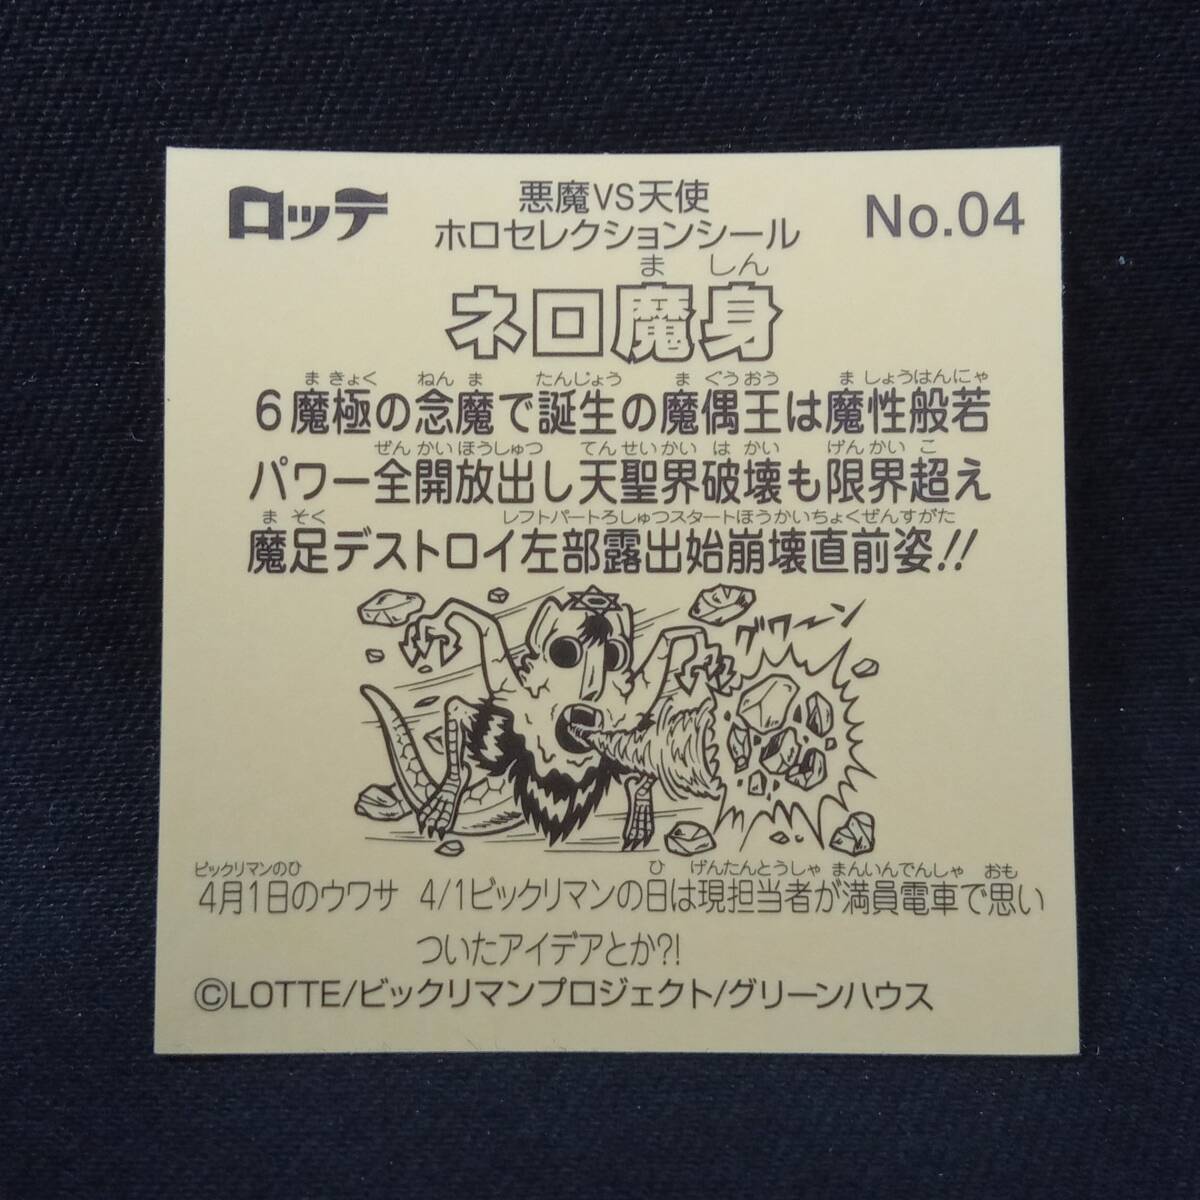 ロッテ
悪魔VS天使
ホロセレクションシール
No.04
ま しん
ネロ魔身
ま きょく ねん ま たんじょう ま ぐうおう ま しょうはんにゃ
6魔極の念魔で誕生の魔偶王は魔性般若
ぜん かい ほうしゅつ てん せい かい は かい げん かい こ
パワー全開放出し天聖界破壊も限界超え
ま そく レフトパートろしゅつスタートほうかいちょくぜんすがた
魔足デストロイ左部露出始崩壊直前姿!!
グワーッ
ビックリマンのひ ひ げんたんとうしゃ まんいんでんしゃ おも
4月1日のウワサ 4/1ビックリマンの日は現担当者が満員電車で思い
ついたアイデアとか?!
©LOTTE/ビックリマンプロジェクト/グリーンハウス